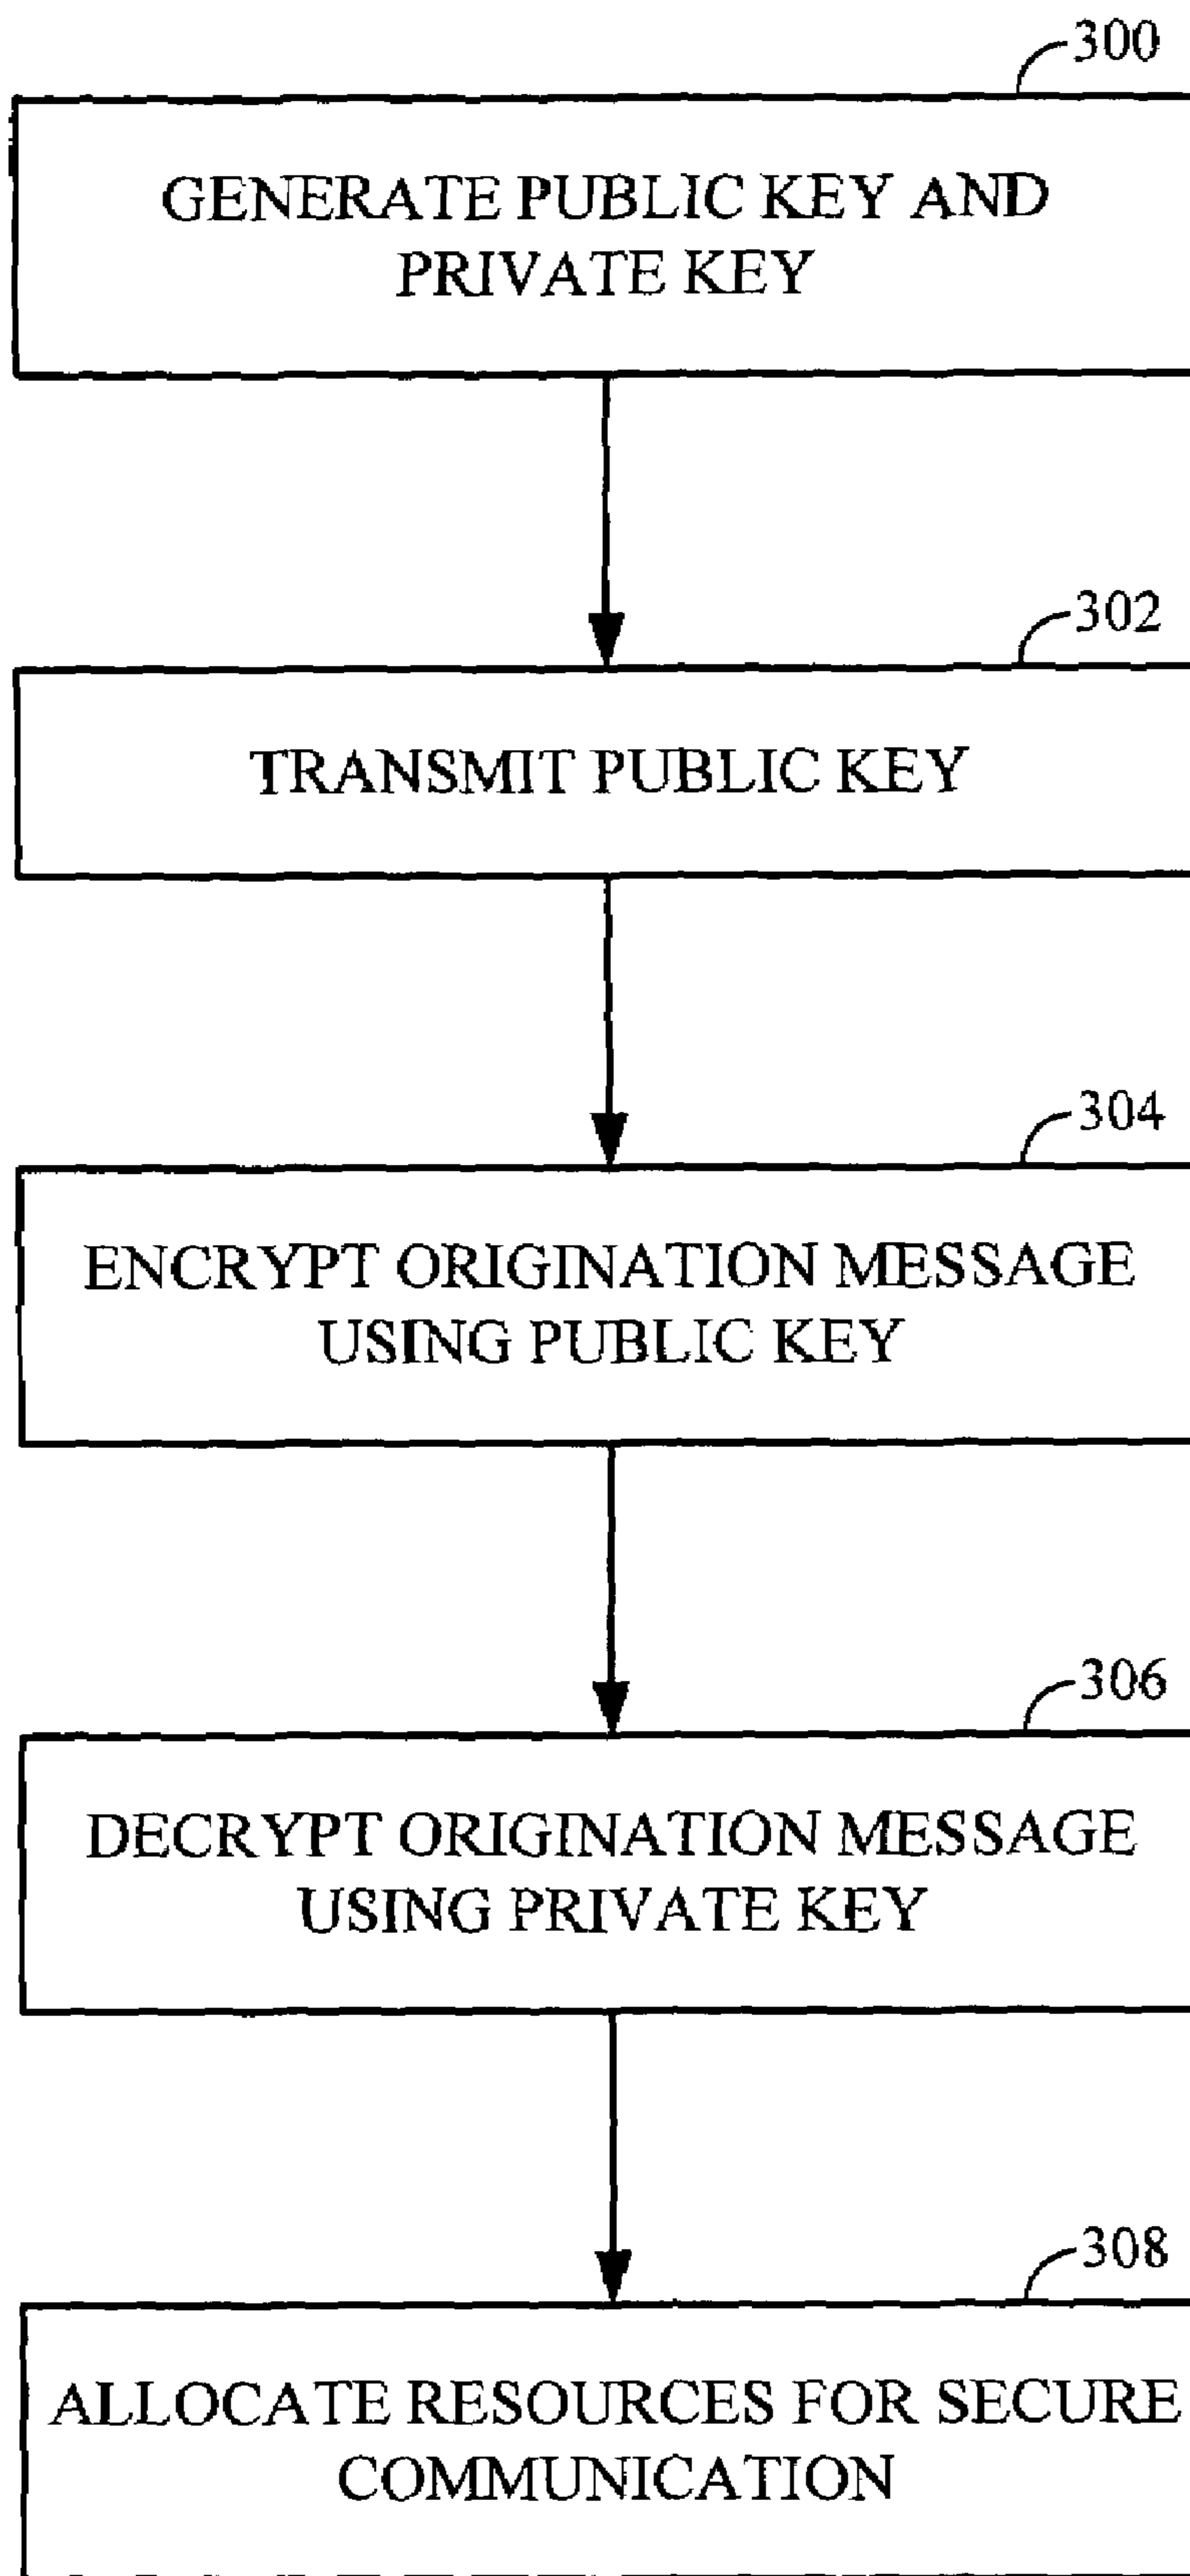 300
GENERATE PUBLIC KEY AND
PRIVATE KEY
302
TRANSMIT PUBLIC KEY
304
ENCRYPT ORIGINATION MESSAGE
USING PUBLIC KEY
306
DECRYPT ORIGINATION MESSAGE
USING PRIVATE KEY
308
ALLOCATE RESOURCES FOR SECURE
COMMUNICATION